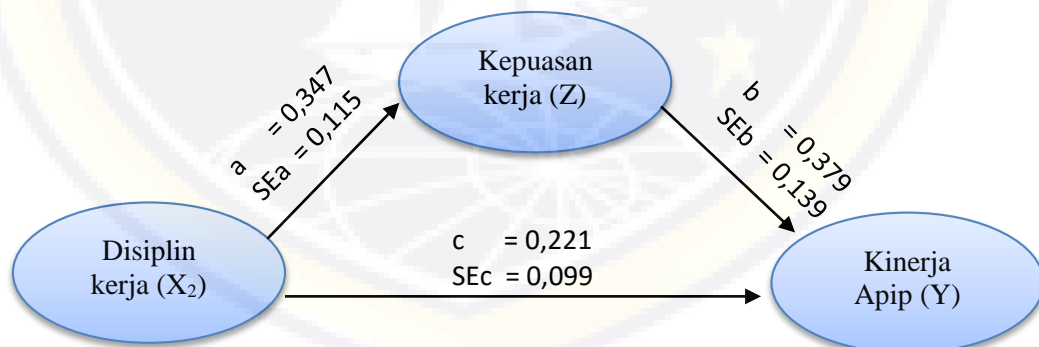 Kepuasan
kerja (Z)
a = 0,347
SEa = 0,115
b = 0,379
SEb = 0,139
Disiplin
kerja (X₂)
c = 0,221
SEc = 0,099
Kinerja
Apip (Y)